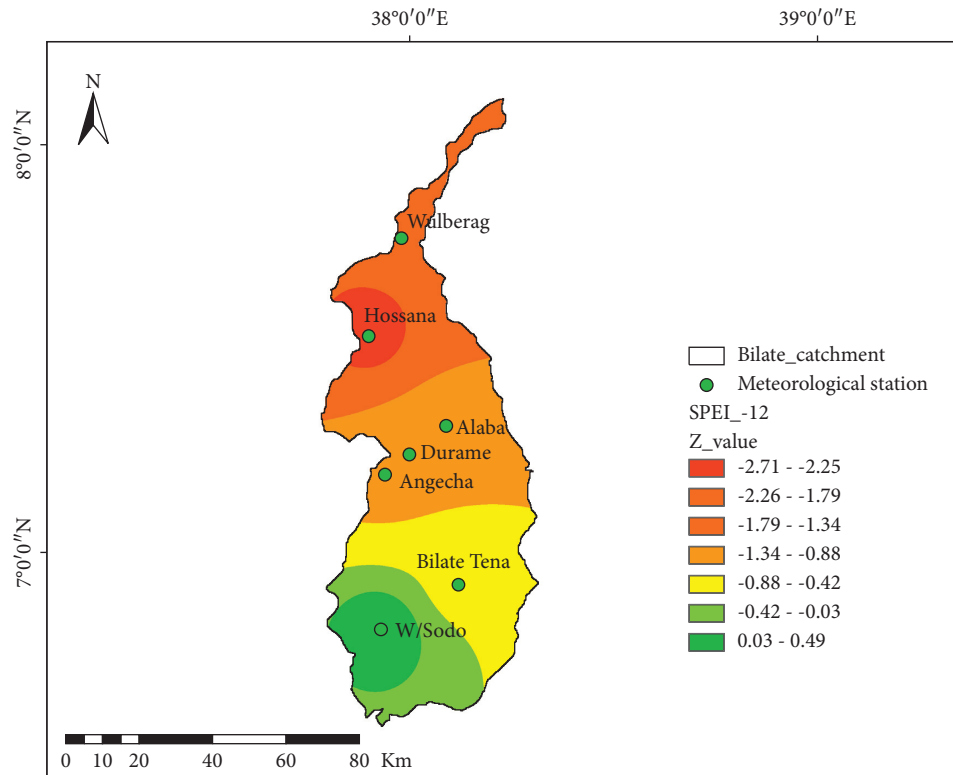 38°0′0″E 39°0′0″E
N
8°0′0″N
Wulberag
Hossana
Bilate_catchment
Meteorological station
SPEI_-12
Z_value
Alaba
Durame
Angecha
-2.71 - -2.25
-2.26 - -1.79
-1.79 - -1.34
-1.34 - -0.88
-0.88 - -0.42
-0.42 - -0.03
0.03 - 0.49
7°0′0″N
Bilate Tena
W/Sodo
0 10 20 40 60 80 Km